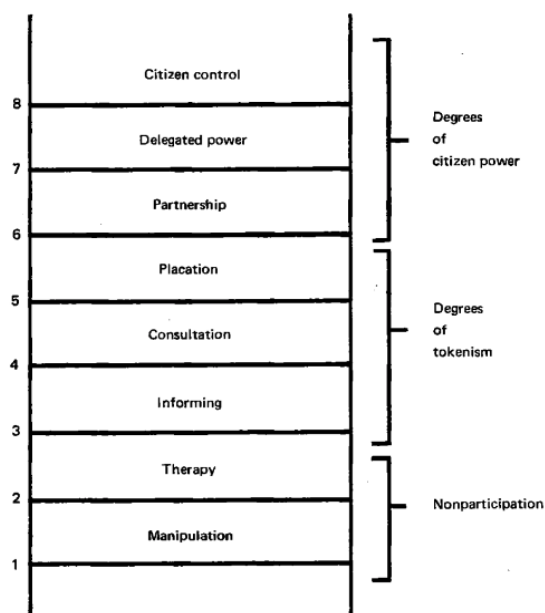 Citizen control
8
Delegated power
7
Partnership
6
Placation
5
Consultation
4
Informing
3
Therapy
2
Manipulation
1
Degrees
of
citizen power
Degrees
of
tokenism
Nonparticipation